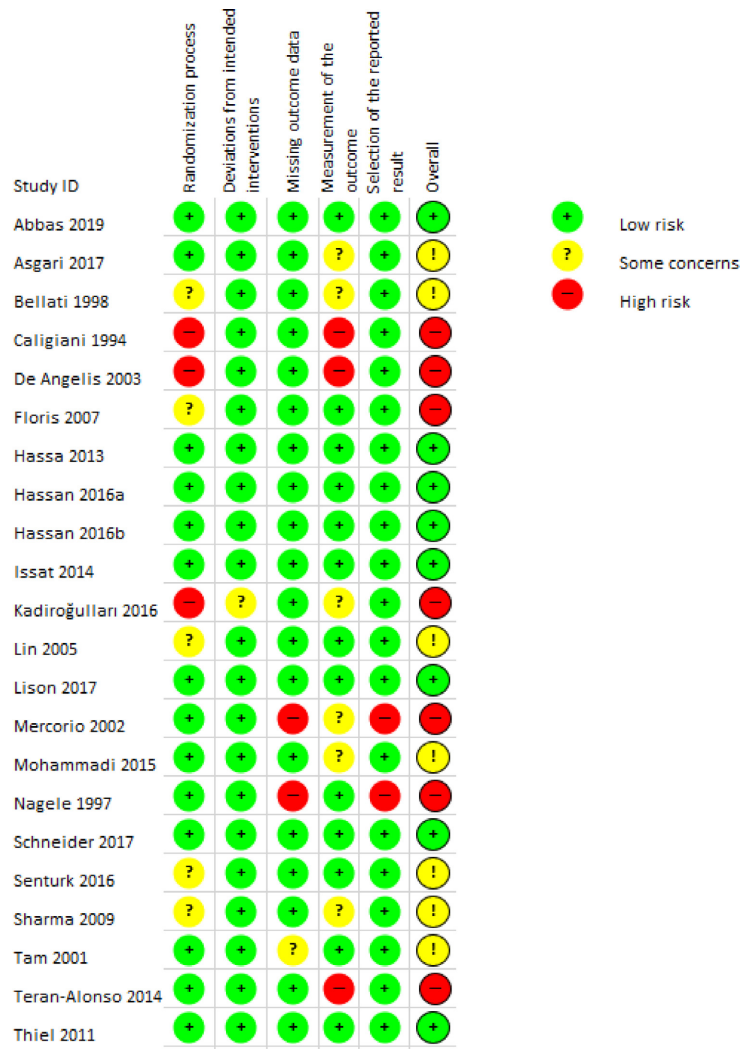 Randomization process
Deviations from intended
interventions
Missing outcome data
Measurement of the
outcome
Selection of the reported
result
Overall
Study ID
Abbas 2019 + + + + + +
Asgari 2017 + + + ? + !
Bellati 1998 ? + + ? + !
Caligiani 1994 − + + − + −
De Angelis 2003 − + + − + −
Floris 2007 ? + + + + −
Hassa 2013 + + + + + +
Hassan 2016a + + + + + +
Hassan 2016b + + + + + +
Issat 2014 + + + + + +
Kadiroğulları 2016 − ? + ? + −
Lin 2005 ? + + + + !
Lison 2017 + + + + + +
Mercorio 2002 + + − ? − −
Mohammadi 2015 + + + ? + !
Nagele 1997 + + − + − −
Schneider 2017 + + + + + +
Senturk 2016 ? + + + + !
Sharma 2009 ? + + ? + !
Tam 2001 + + ? + + !
Teran-Alonso 2014 + + + − + −
Thiel 2011 + + + + + +
+ Low risk
? Some concerns
− High risk